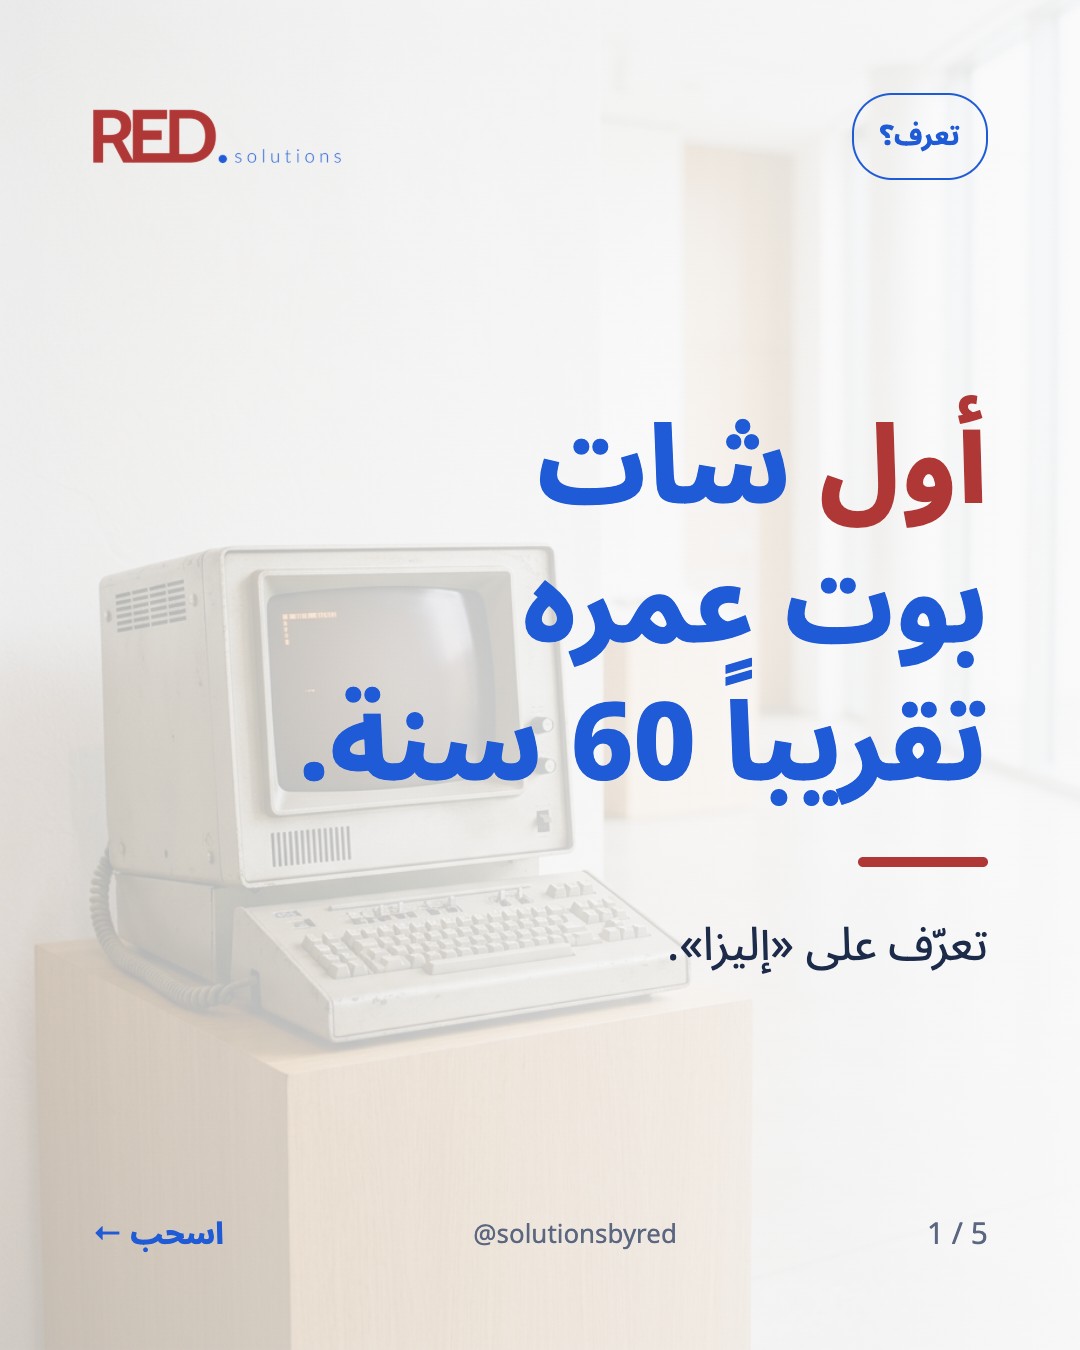 RED.solutions
تعرف؟
أول شات
بوت عمره
تقريباً 60 سنة.
تعرّف على «إليزا».
اسحب ←
@solutionsbyred
1 / 5